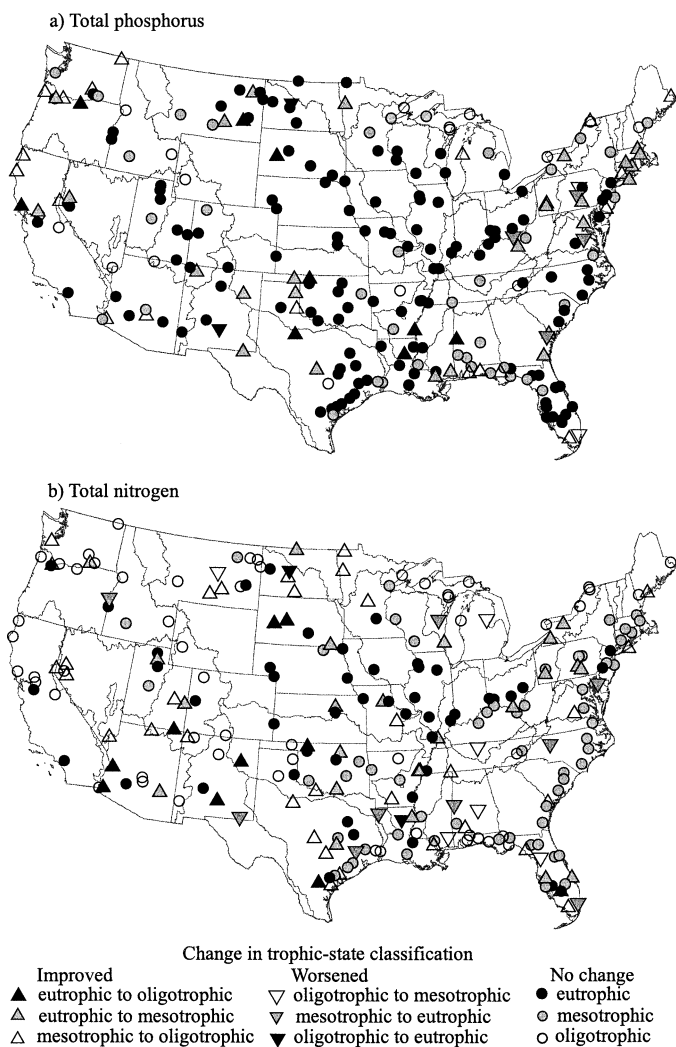 a) Total phosphorus
b) Total nitrogen
Change in trophic-state classification
Improved Worsened No change
eutrophic to oligotrophic oligotrophic to mesotrophic eutrophic
eutrophic to mesotrophic mesotrophic to eutrophic mesotrophic
mesotrophic to oligotrophic oligotrophic to eutrophic oligotrophic